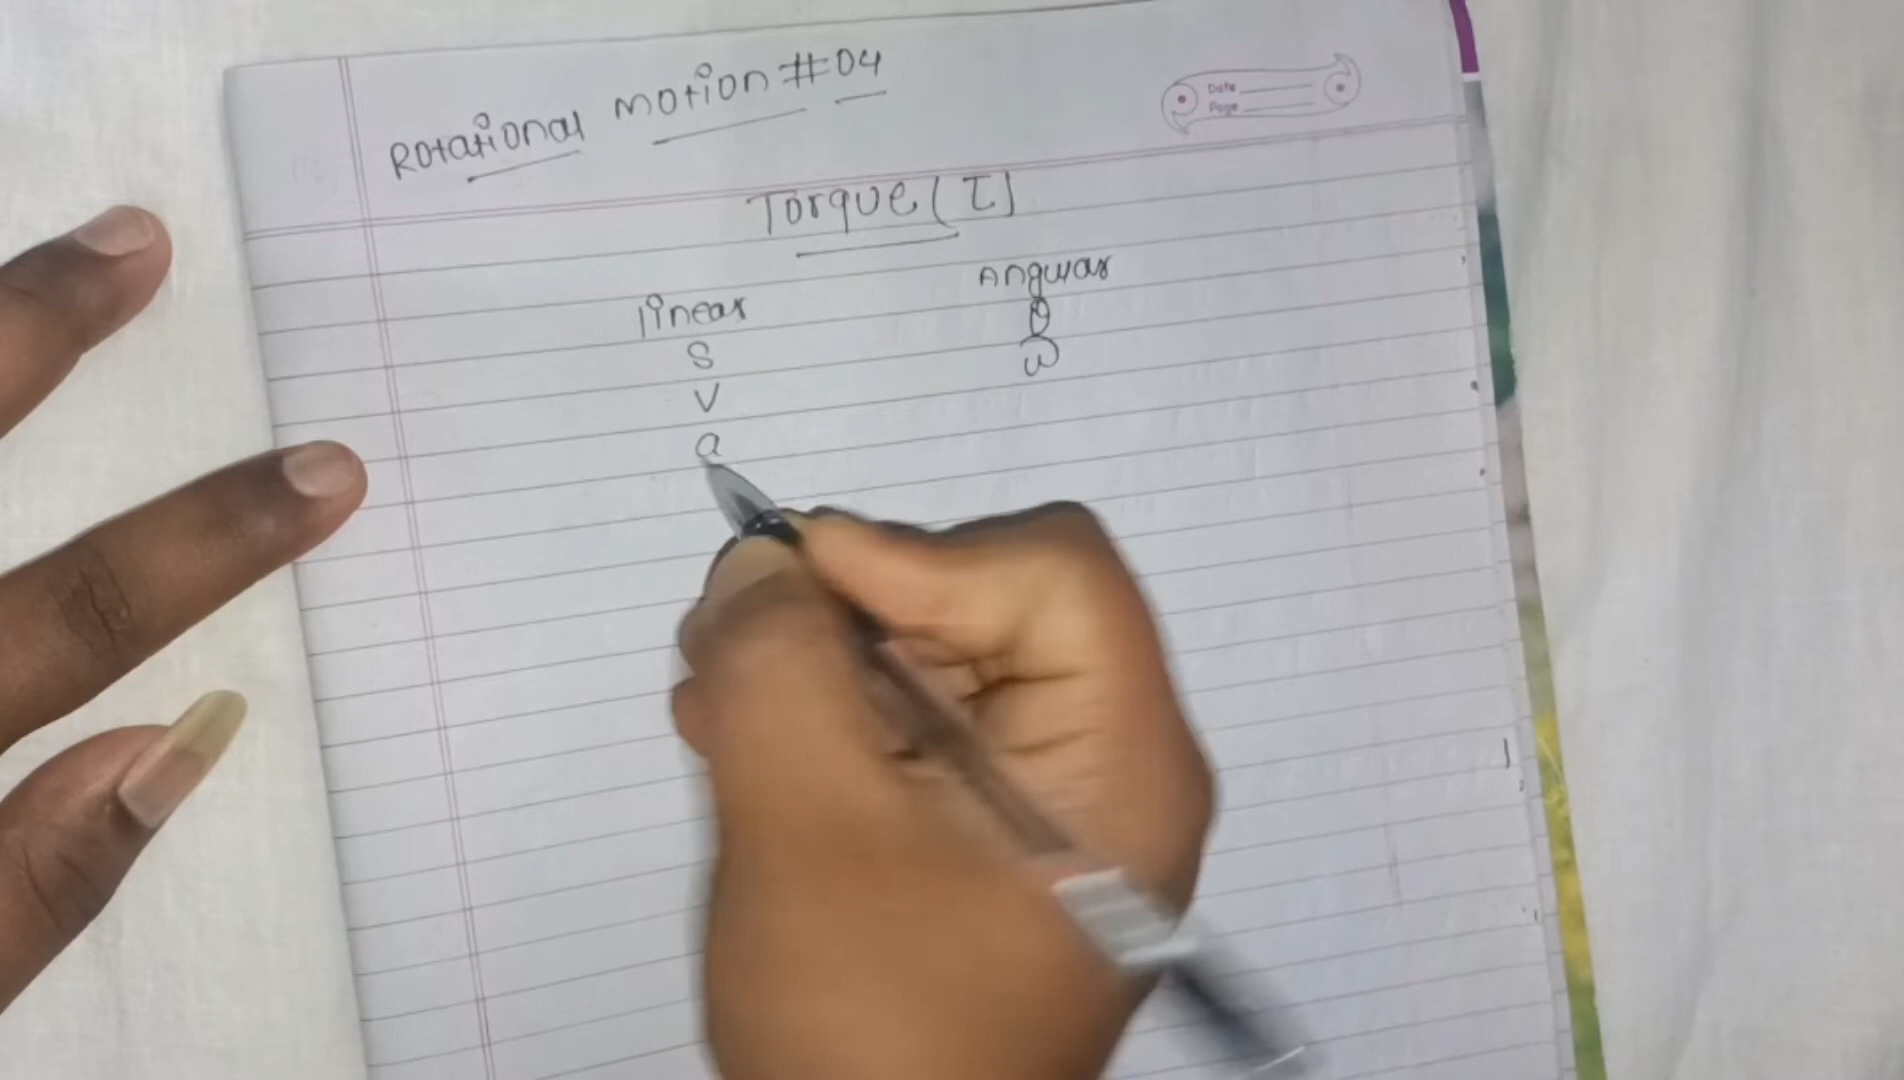 Rotational motion #04
Date
Page
Torque (τ)
linear Angular
S θ
V ω
a